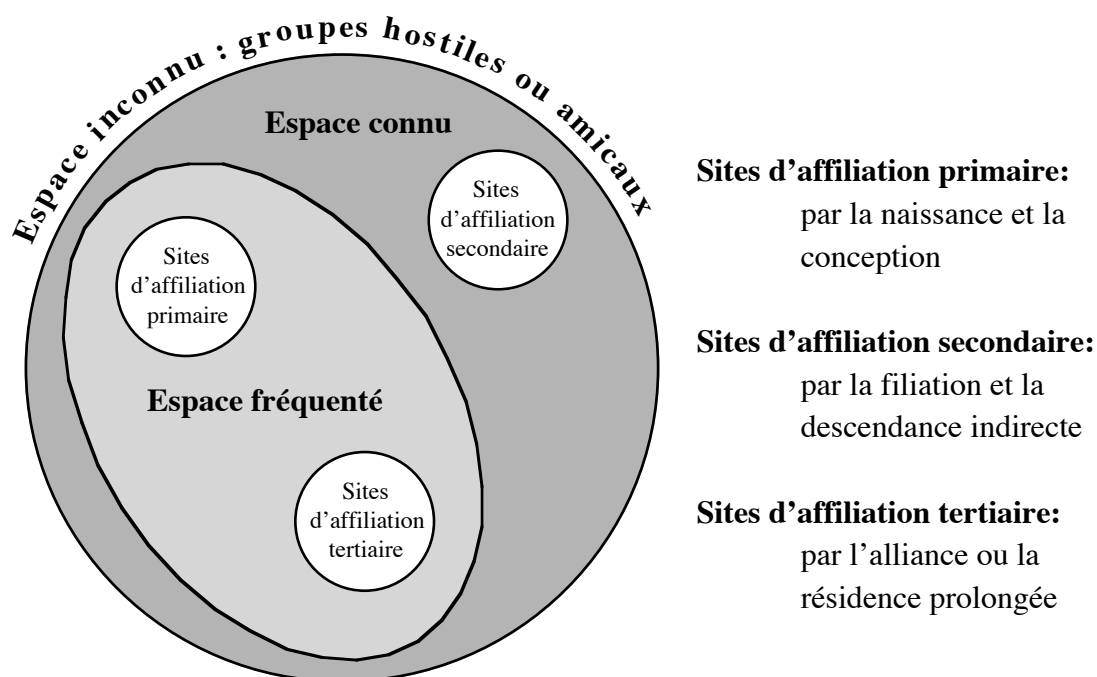 Espace inconnu : groupes hostiles ou amicaux
Espace connu
Sites
d’affiliation
secondaire
Sites
d’affiliation
primaire
Espace fréquenté
Sites
d’affiliation
tertiaire
Sites d’affiliation primaire:
par la naissance et la
conception
Sites d’affiliation secondaire:
par la filiation et la
descendance indirecte
Sites d’affiliation tertiaire:
par l’alliance ou la
résidence prolongée